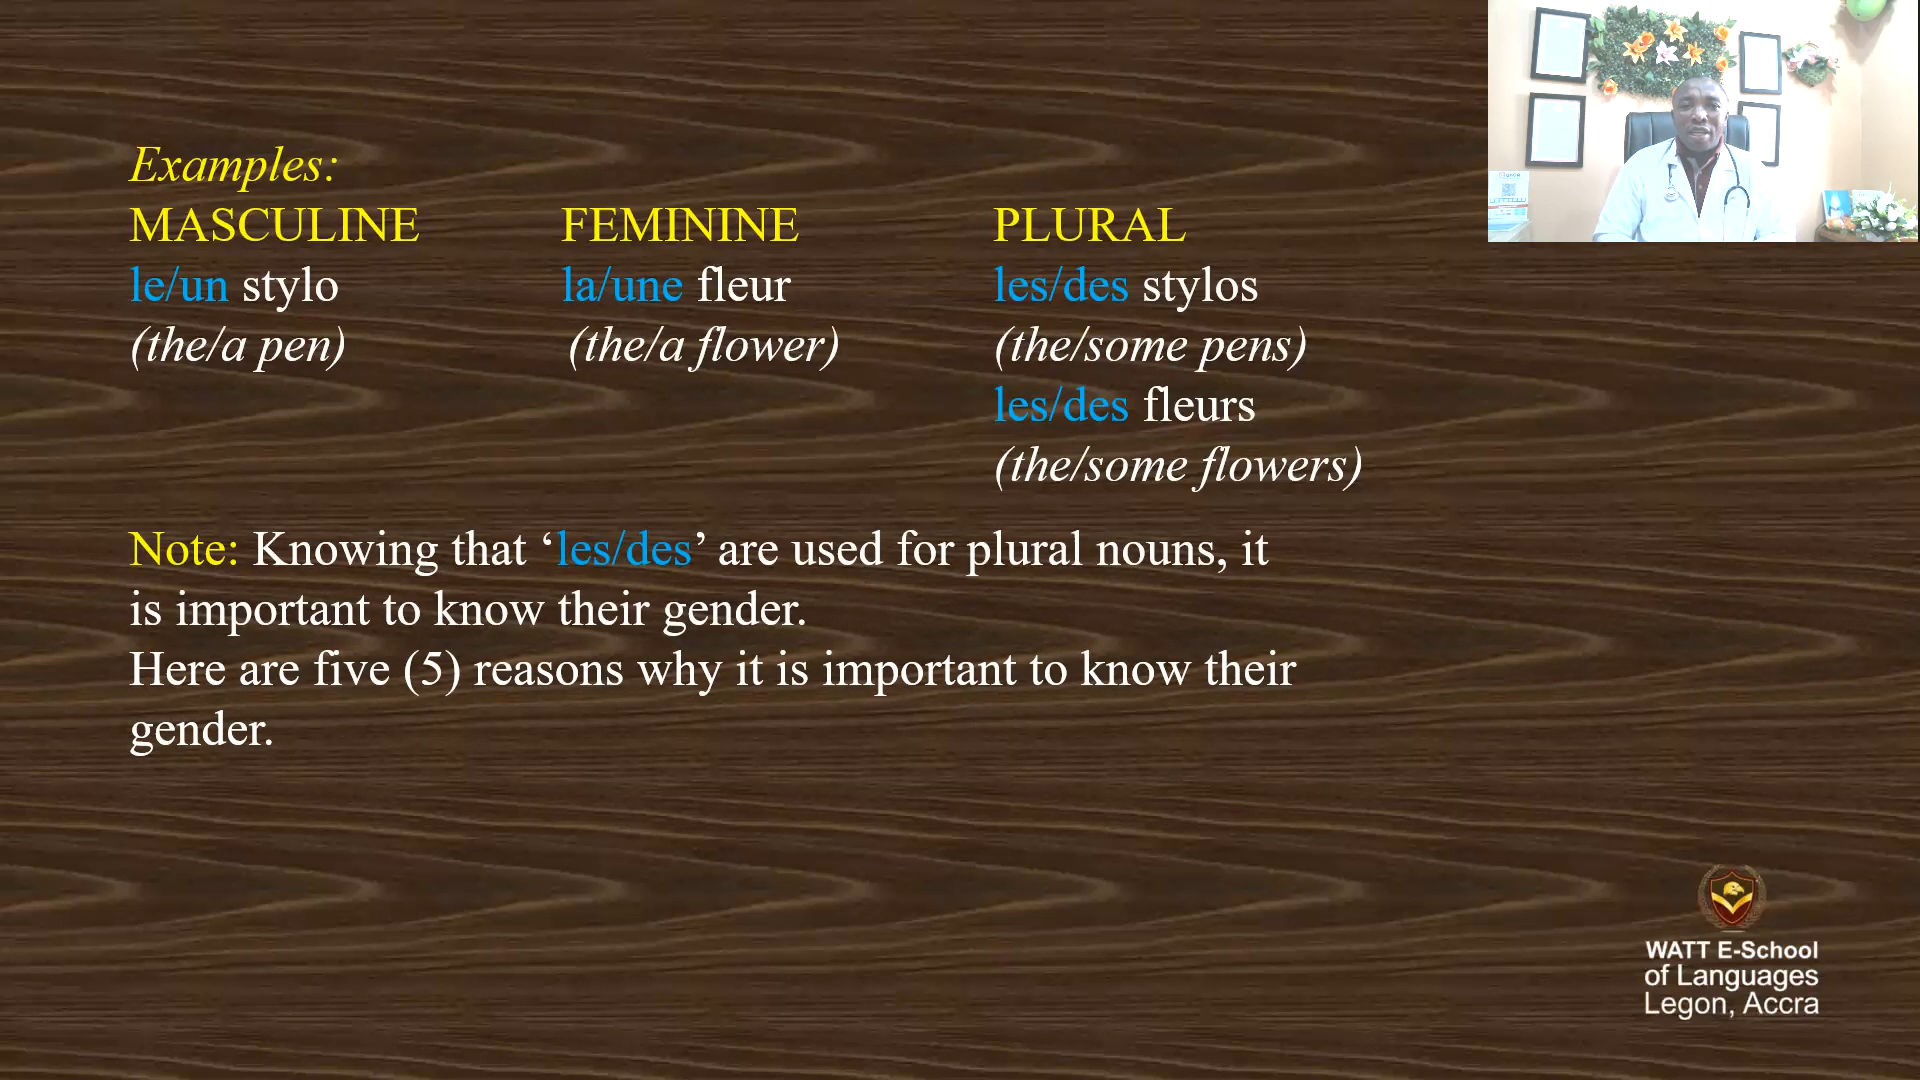 Examples:
MASCULINE FEMININE PLURAL
le/un stylo la/une fleur les/des stylos
(the/a pen) (the/a flower) (the/some pens)
les/des fleurs
(the/some flowers)
Note: Knowing that ‘les/des’ are used for plural nouns, it
is important to know their gender.
Here are five (5) reasons why it is important to know their
gender.
WATT E-School
of Languages
Legon, Accra